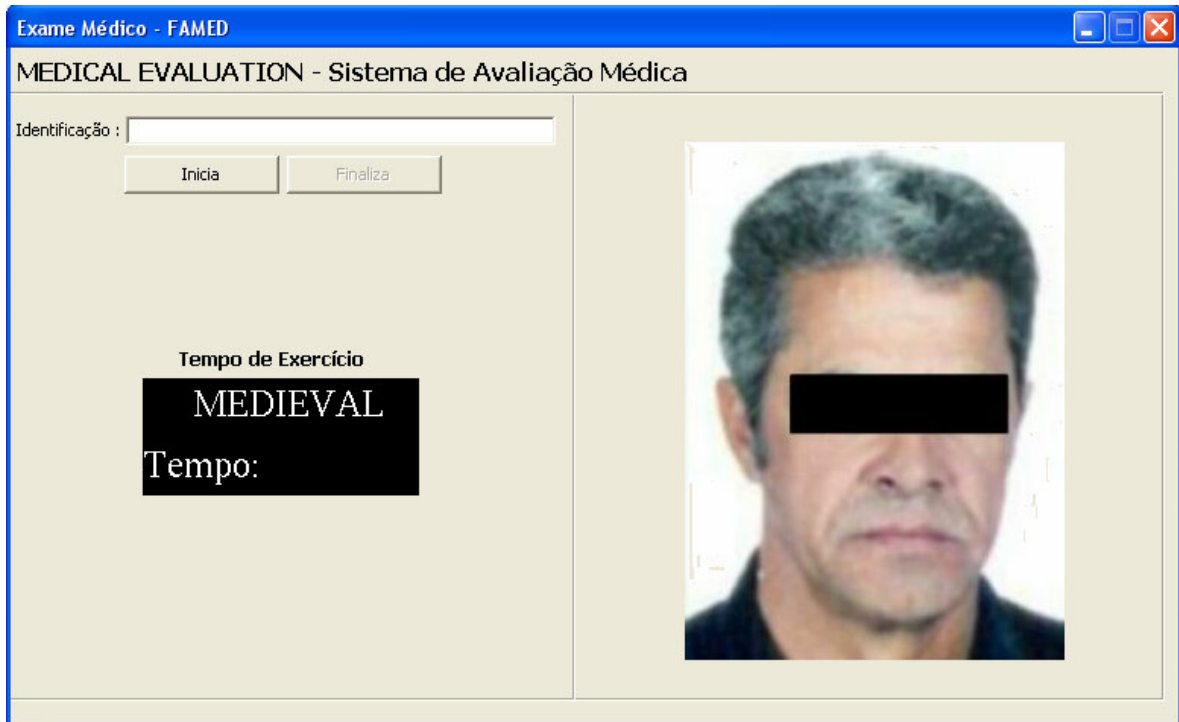 Exame Médico - FAMED
MEDICAL EVALUATION - Sistema de Avaliação Médica
Identificação :
Inicia Finaliza
Tempo de Exercício
MEDIEVAL
Tempo: